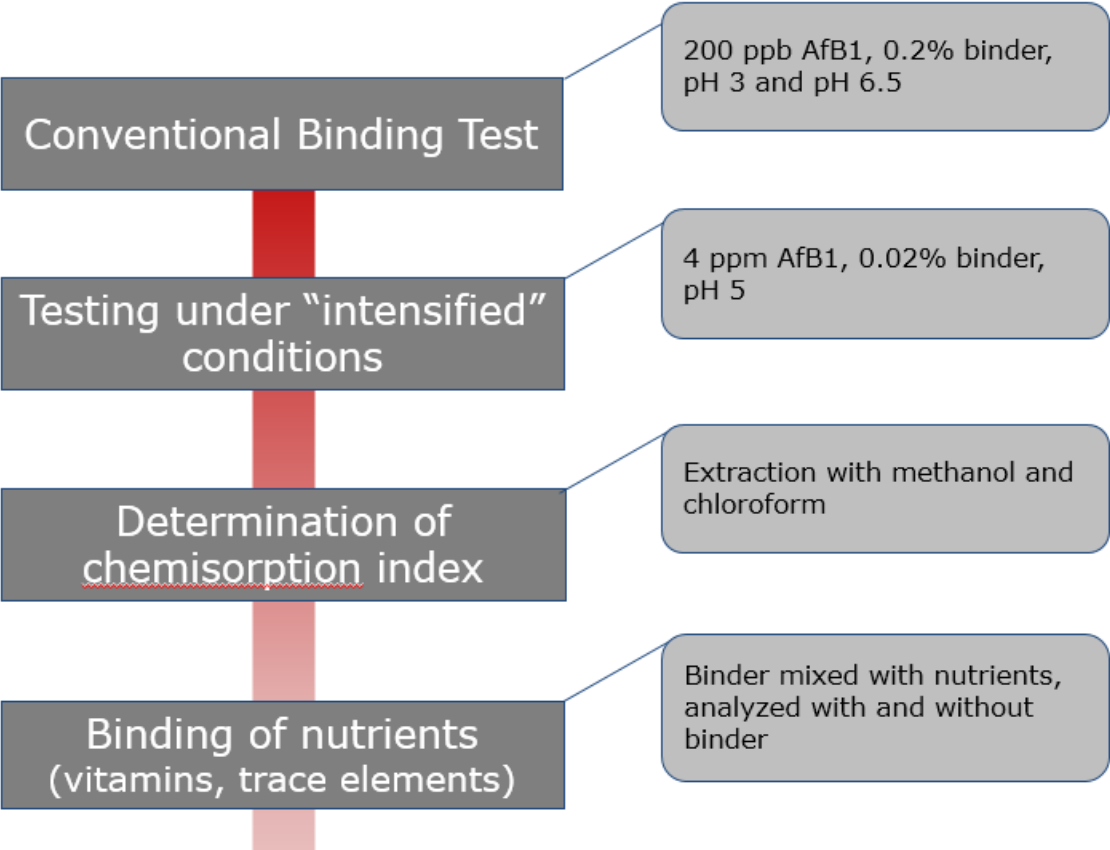 Conventional Binding Test
200 ppb AfB1, 0.2% binder,
pH 3 and pH 6.5
Testing under “intensified”
conditions
4 ppm AfB1, 0.02% binder,
pH 5
Determination of
chemisorption index
Extraction with methanol and
chloroform
Binding of nutrients
(vitamins, trace elements)
Binder mixed with nutrients,
analyzed with and without
binder